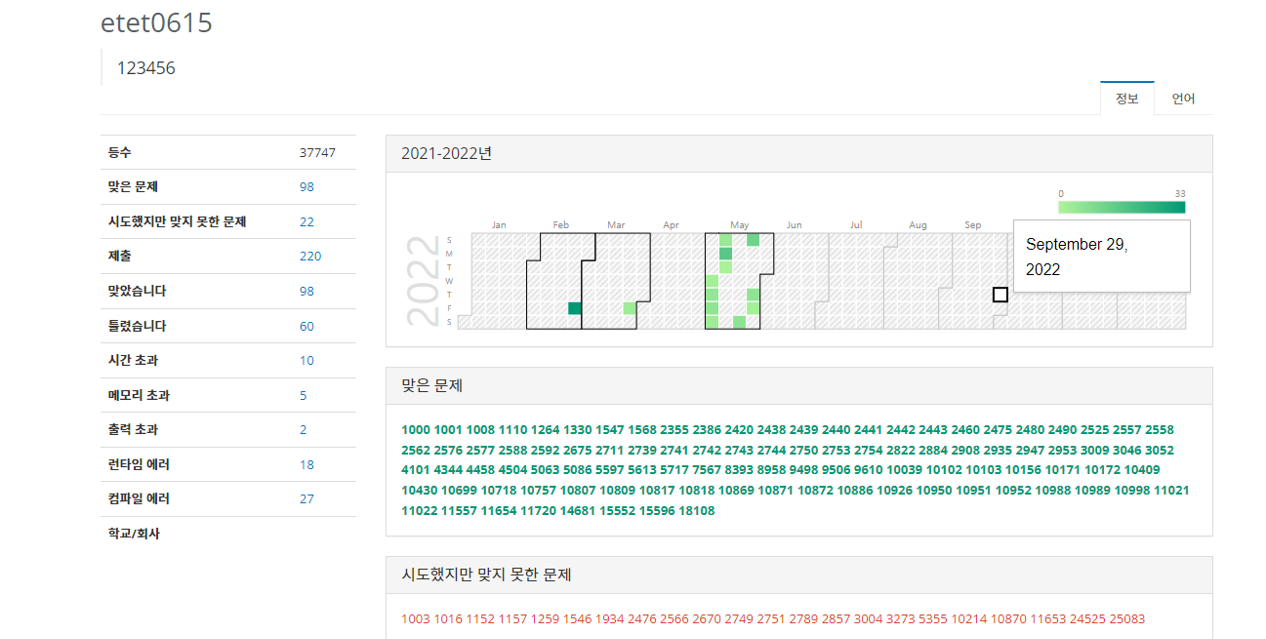 etet0615
123456
정보 언어
등수 37747
맞은 문제 98
시도했지만 맞지 못한 문제 22
제출 220
맞았습니다 98
틀렸습니다 60
시간 초과 10
메모리 초과 5
출력 초과 2
런타임 에러 18
컴파일 에러 27
학교/회사
2021-2022년
0 33
Jan Feb Mar Apr May Jun Jul Aug Sep
2022
S
M
T
W
T
F
S
September 29,
2022
맞은 문제
1000 1001 1008 1110 1264 1330 1547 1568 2355 2386 2420 2438 2439 2440 2441 2442 2443 2460 2475 2480 2490 2525 2557 2558
2562 2576 2577 2588 2592 2675 2711 2739 2741 2742 2743 2744 2750 2753 2754 2822 2884 2908 2935 2947 2953 3009 3046 3052
4101 4344 4458 4504 5063 5086 5597 5613 5717 7567 8393 8958 9498 9506 9610 10039 10102 10103 10156 10171 10172 10409
10430 10699 10718 10757 10807 10809 10817 10818 10869 10871 10872 10886 10926 10950 10951 10952 10988 10989 10998 11021
11022 11557 11654 11720 14681 15552 15596 18108
시도했지만 맞지 못한 문제
1003 1016 1152 1157 1259 1546 1934 2476 2566 2670 2749 2751 2789 2857 3004 3273 5355 10214 10870 11653 24525 25083